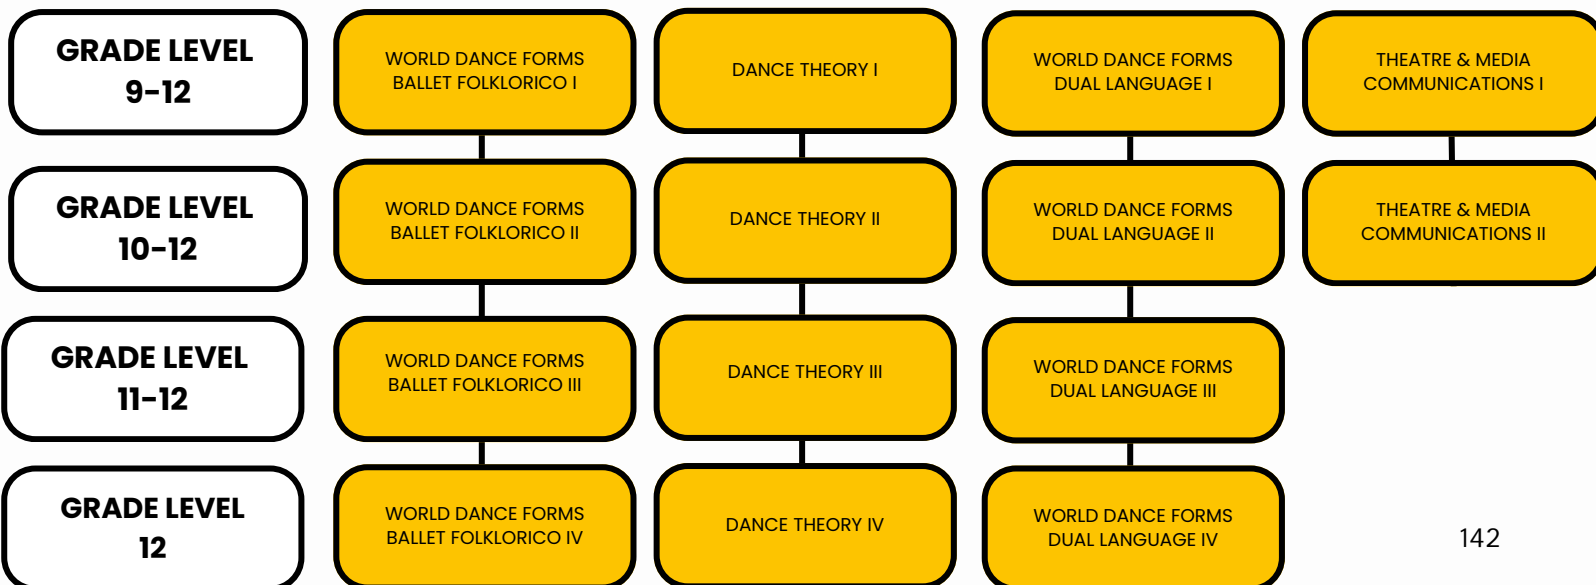 GRADE LEVEL
9-12
WORLD DANCE FORMS
BALLET FOLKLORICO I
DANCE THEORY I
WORLD DANCE FORMS
DUAL LANGUAGE I
THEATRE & MEDIA
COMMUNICATIONS I
GRADE LEVEL
10-12
WORLD DANCE FORMS
BALLET FOLKLORICO II
DANCE THEORY II
WORLD DANCE FORMS
DUAL LANGUAGE II
THEATRE & MEDIA
COMMUNICATIONS II
GRADE LEVEL
11-12
WORLD DANCE FORMS
BALLET FOLKLORICO III
DANCE THEORY III
WORLD DANCE FORMS
DUAL LANGUAGE III
GRADE LEVEL
12
WORLD DANCE FORMS
BALLET FOLKLORICO IV
DANCE THEORY IV
WORLD DANCE FORMS
DUAL LANGUAGE IV
142